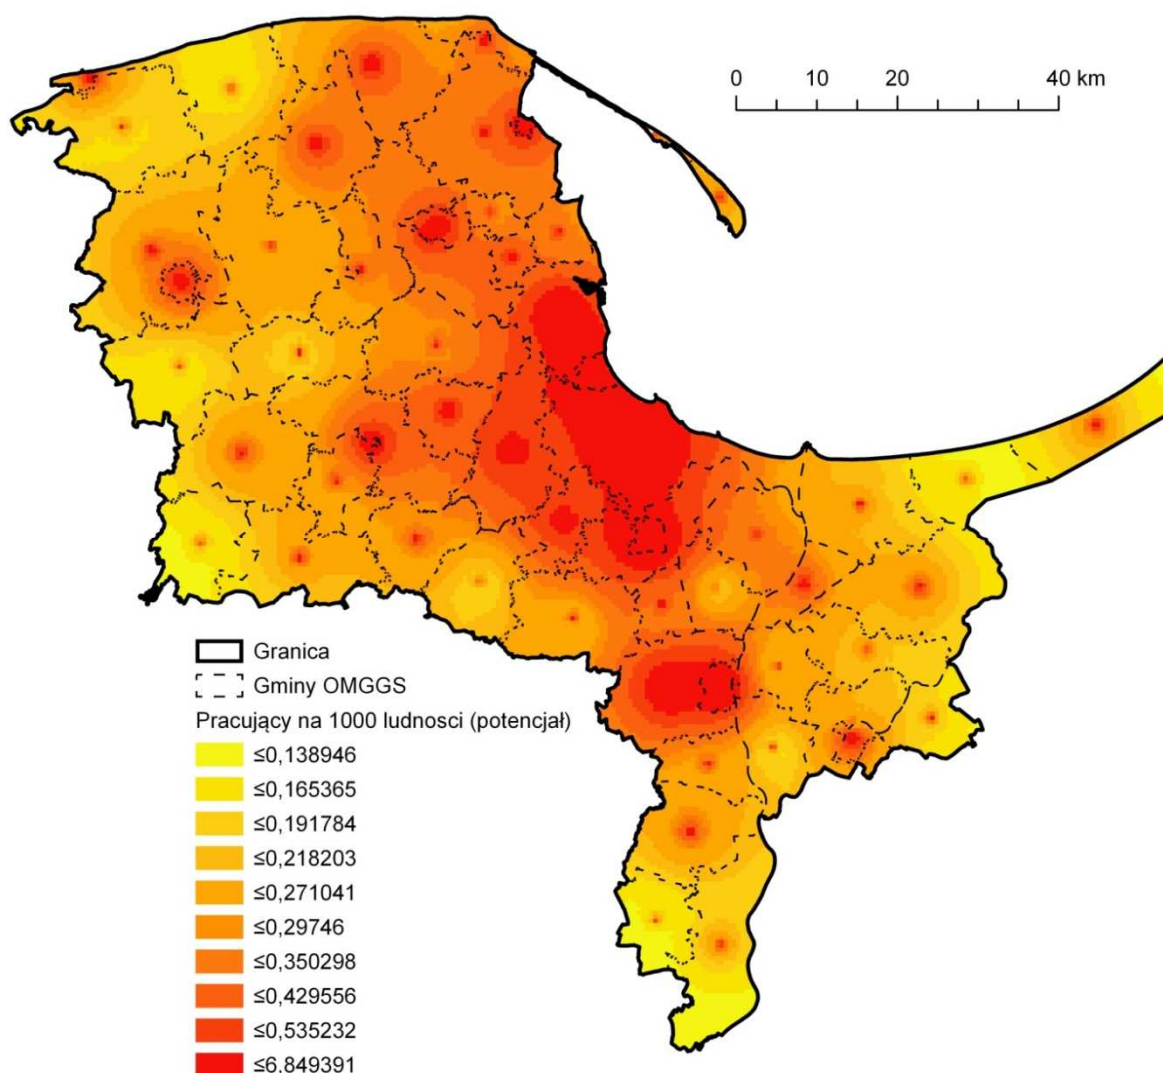 0 10 20 40 km
Granica
Gminy OMGGS
Pracujący na 1000 ludnosci (potencjał)
≤0,138946
≤0,165365
≤0,191784
≤0,218203
≤0,271041
≤0,29746
≤0,350298
≤0,429556
≤0,535232
≤6,849391